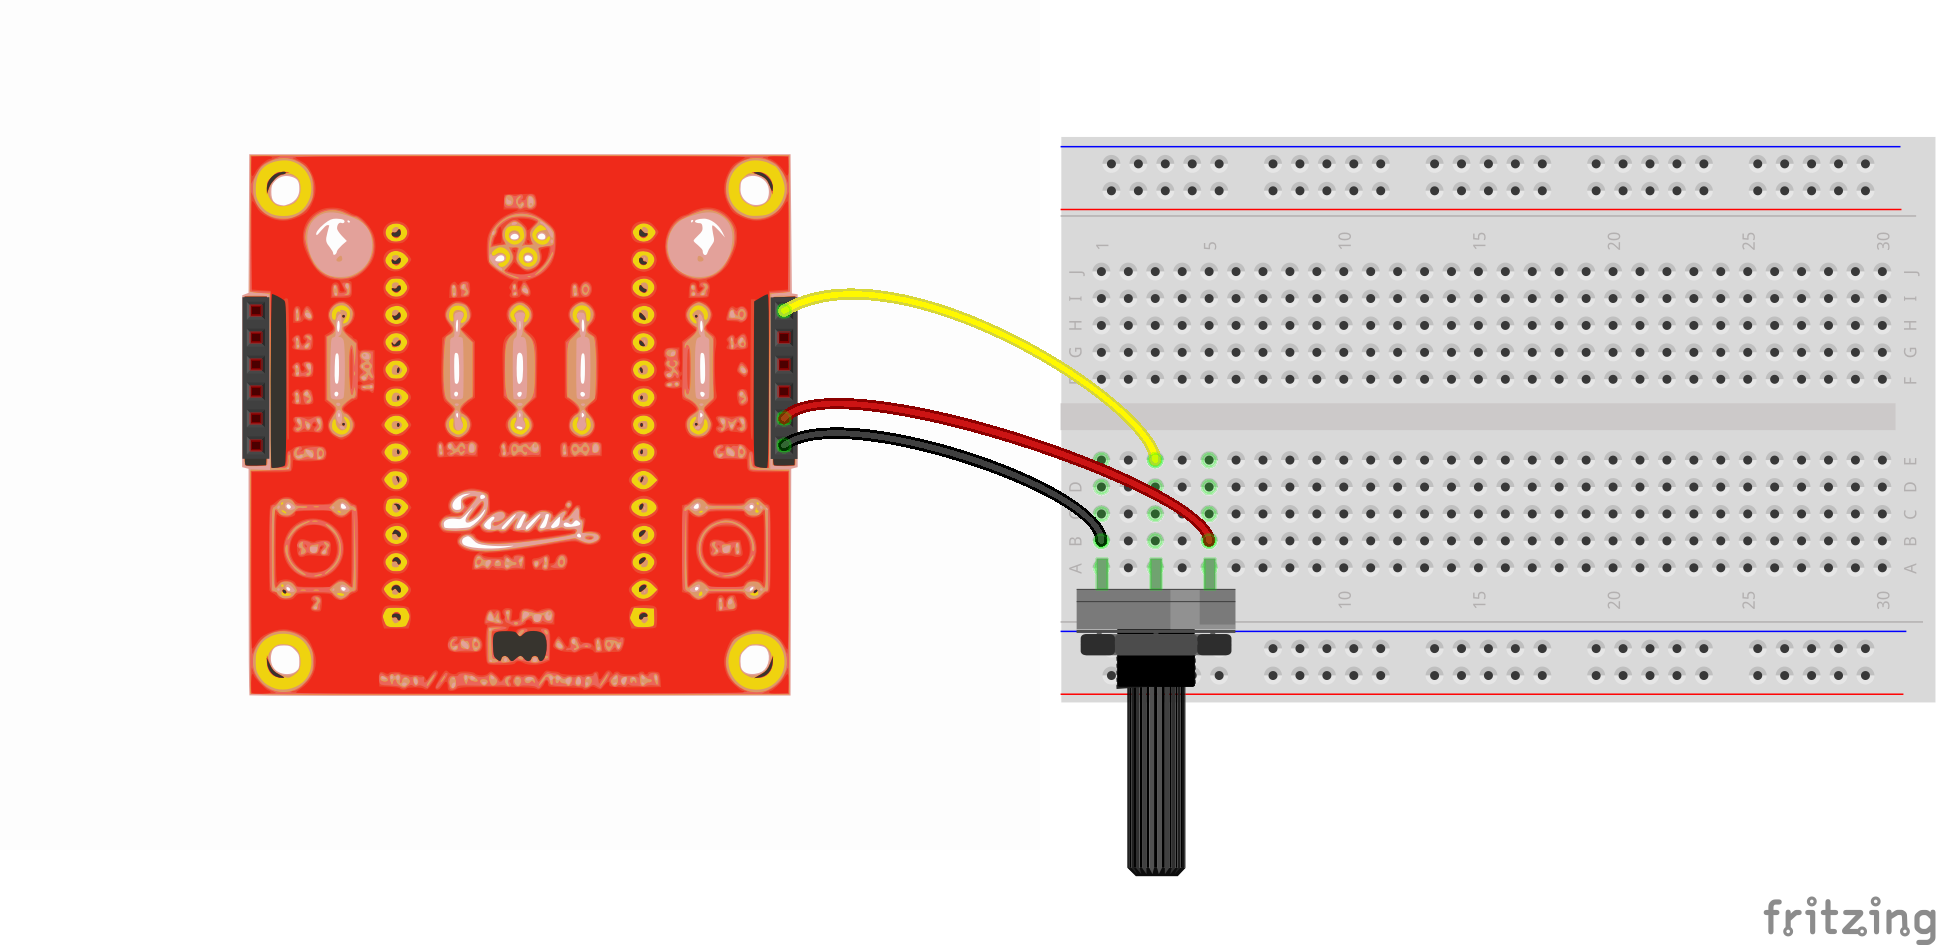 RGB
13 15 14 10 12
14
12
13
15
3V3
GND
150R
150R
A0
16
4
5
3V3
GND
150R 100R 100R
Dennis
Denbit v1.0
SW2
2
SW1
16
ALT_PWR
GND 4.5-10V
https://github.com/theapi/denbit
1 5 10 15 20 25 30
J J
I I
H H
G G
F
E
D D
C
B B
A A
10 15 20 25 30
fritzing